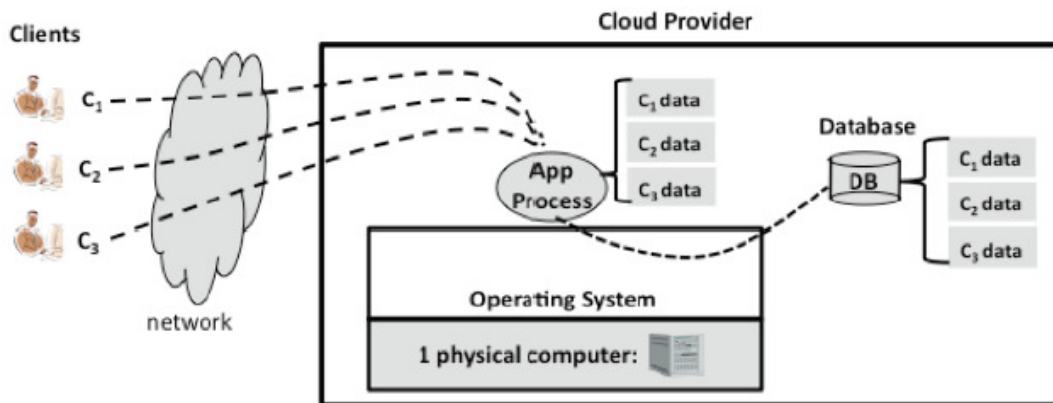 Cloud Provider
Clients
C₁
C₂
C₃
network
App
Process
C₁ data
C₂ data
C₃ data
Database
DB
C₁ data
C₂ data
C₃ data
Operating System
1 physical computer: